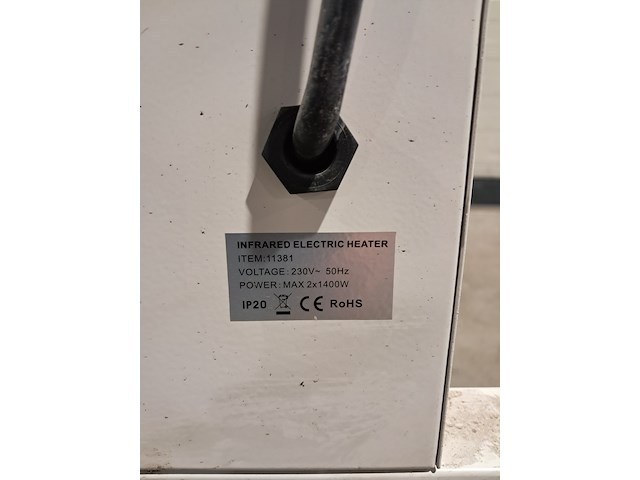 INFRARED ELECTRIC HEATER
ITEM:11381
VOLTAGE: 230V~ 50Hz
POWER: MAX 2x1400W
IP20 CE RoHS